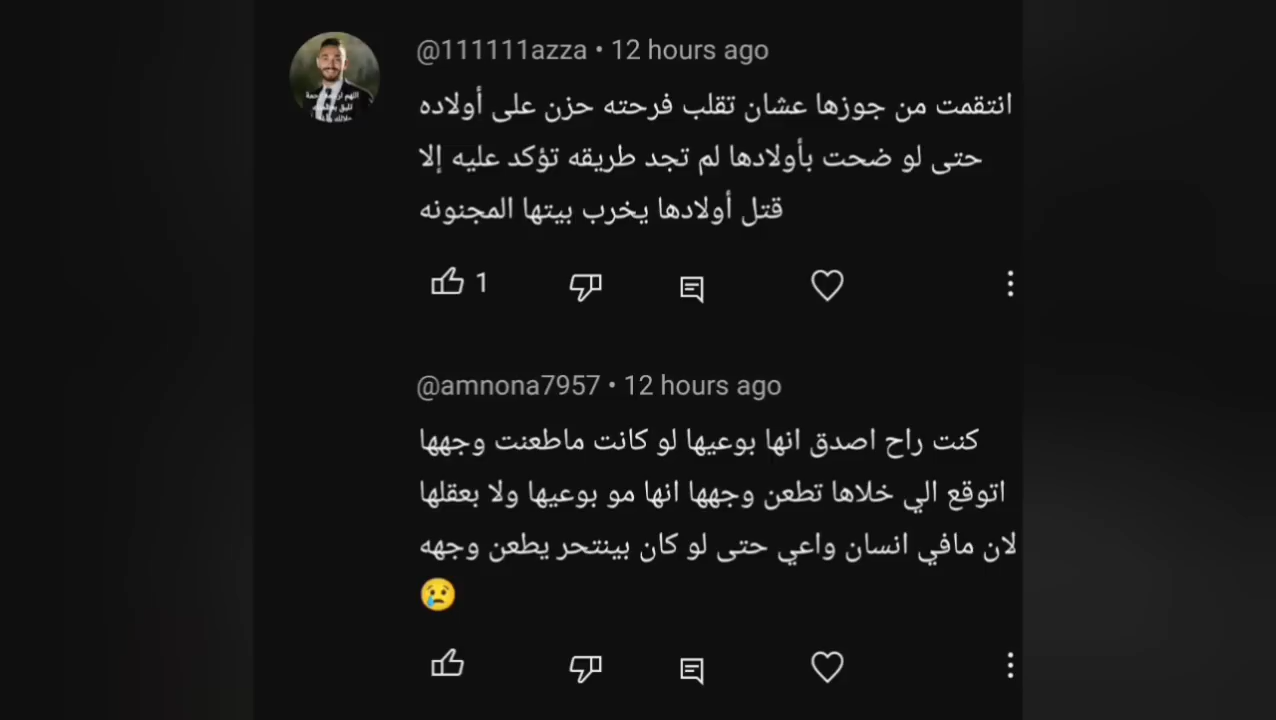 @111111azza • 12 hours ago
انتقمت من جوزها عشان تقلب فرحته حزن على أولاده
حتى لو ضحت بأولادها لم تجد طريقه تؤكد عليه إلا
قتل أولادها يخرب بيتها المجنونه
1
@amnona7957 • 12 hours ago
كنت راح اصدق انها بوعيها لو كانت ماطعنت وجهها
اتوقع الي خلاها تطعن وجهها انها مو بوعيها ولا بعقلها
لان مافي انسان واعي حتى لو كان بينتحر يطعن وجهه
😢